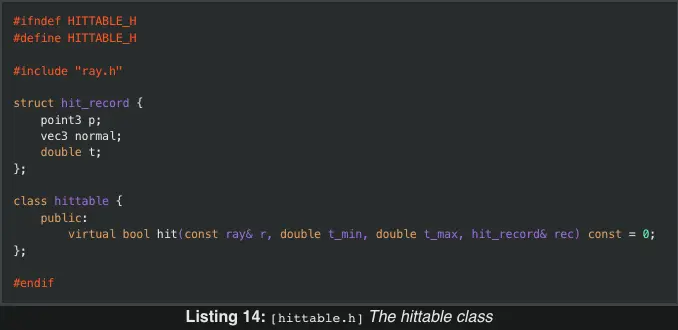 #ifndef HITTABLE_H
#define HITTABLE_H
#include "ray.h"
struct hit_record {
    point3 p;
    vec3 normal;
    double t;
};
class hittable {
    public:
        virtual bool hit(const ray& r, double t_min, double t_max, hit_record& rec) const = 0;
};
#endif
Listing 14: [hittable.h] The hittable class